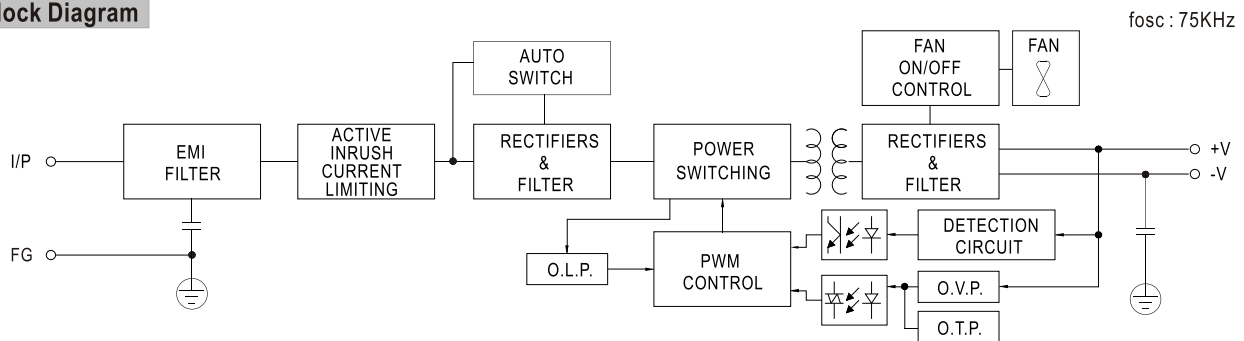 lock Diagram
fosc : 75KHz
AUTO
SWITCH
FAN
ON/OFF
CONTROL
FAN
I/P
EMI
FILTER
ACTIVE
INRUSH
CURRENT
LIMITING
RECTIFIERS
&
FILTER
POWER
SWITCHING
RECTIFIERS
&
FILTER
+V
-V
FG
O.L.P.
PWM
CONTROL
DETECTION
CIRCUIT
O.V.P.
O.T.P.